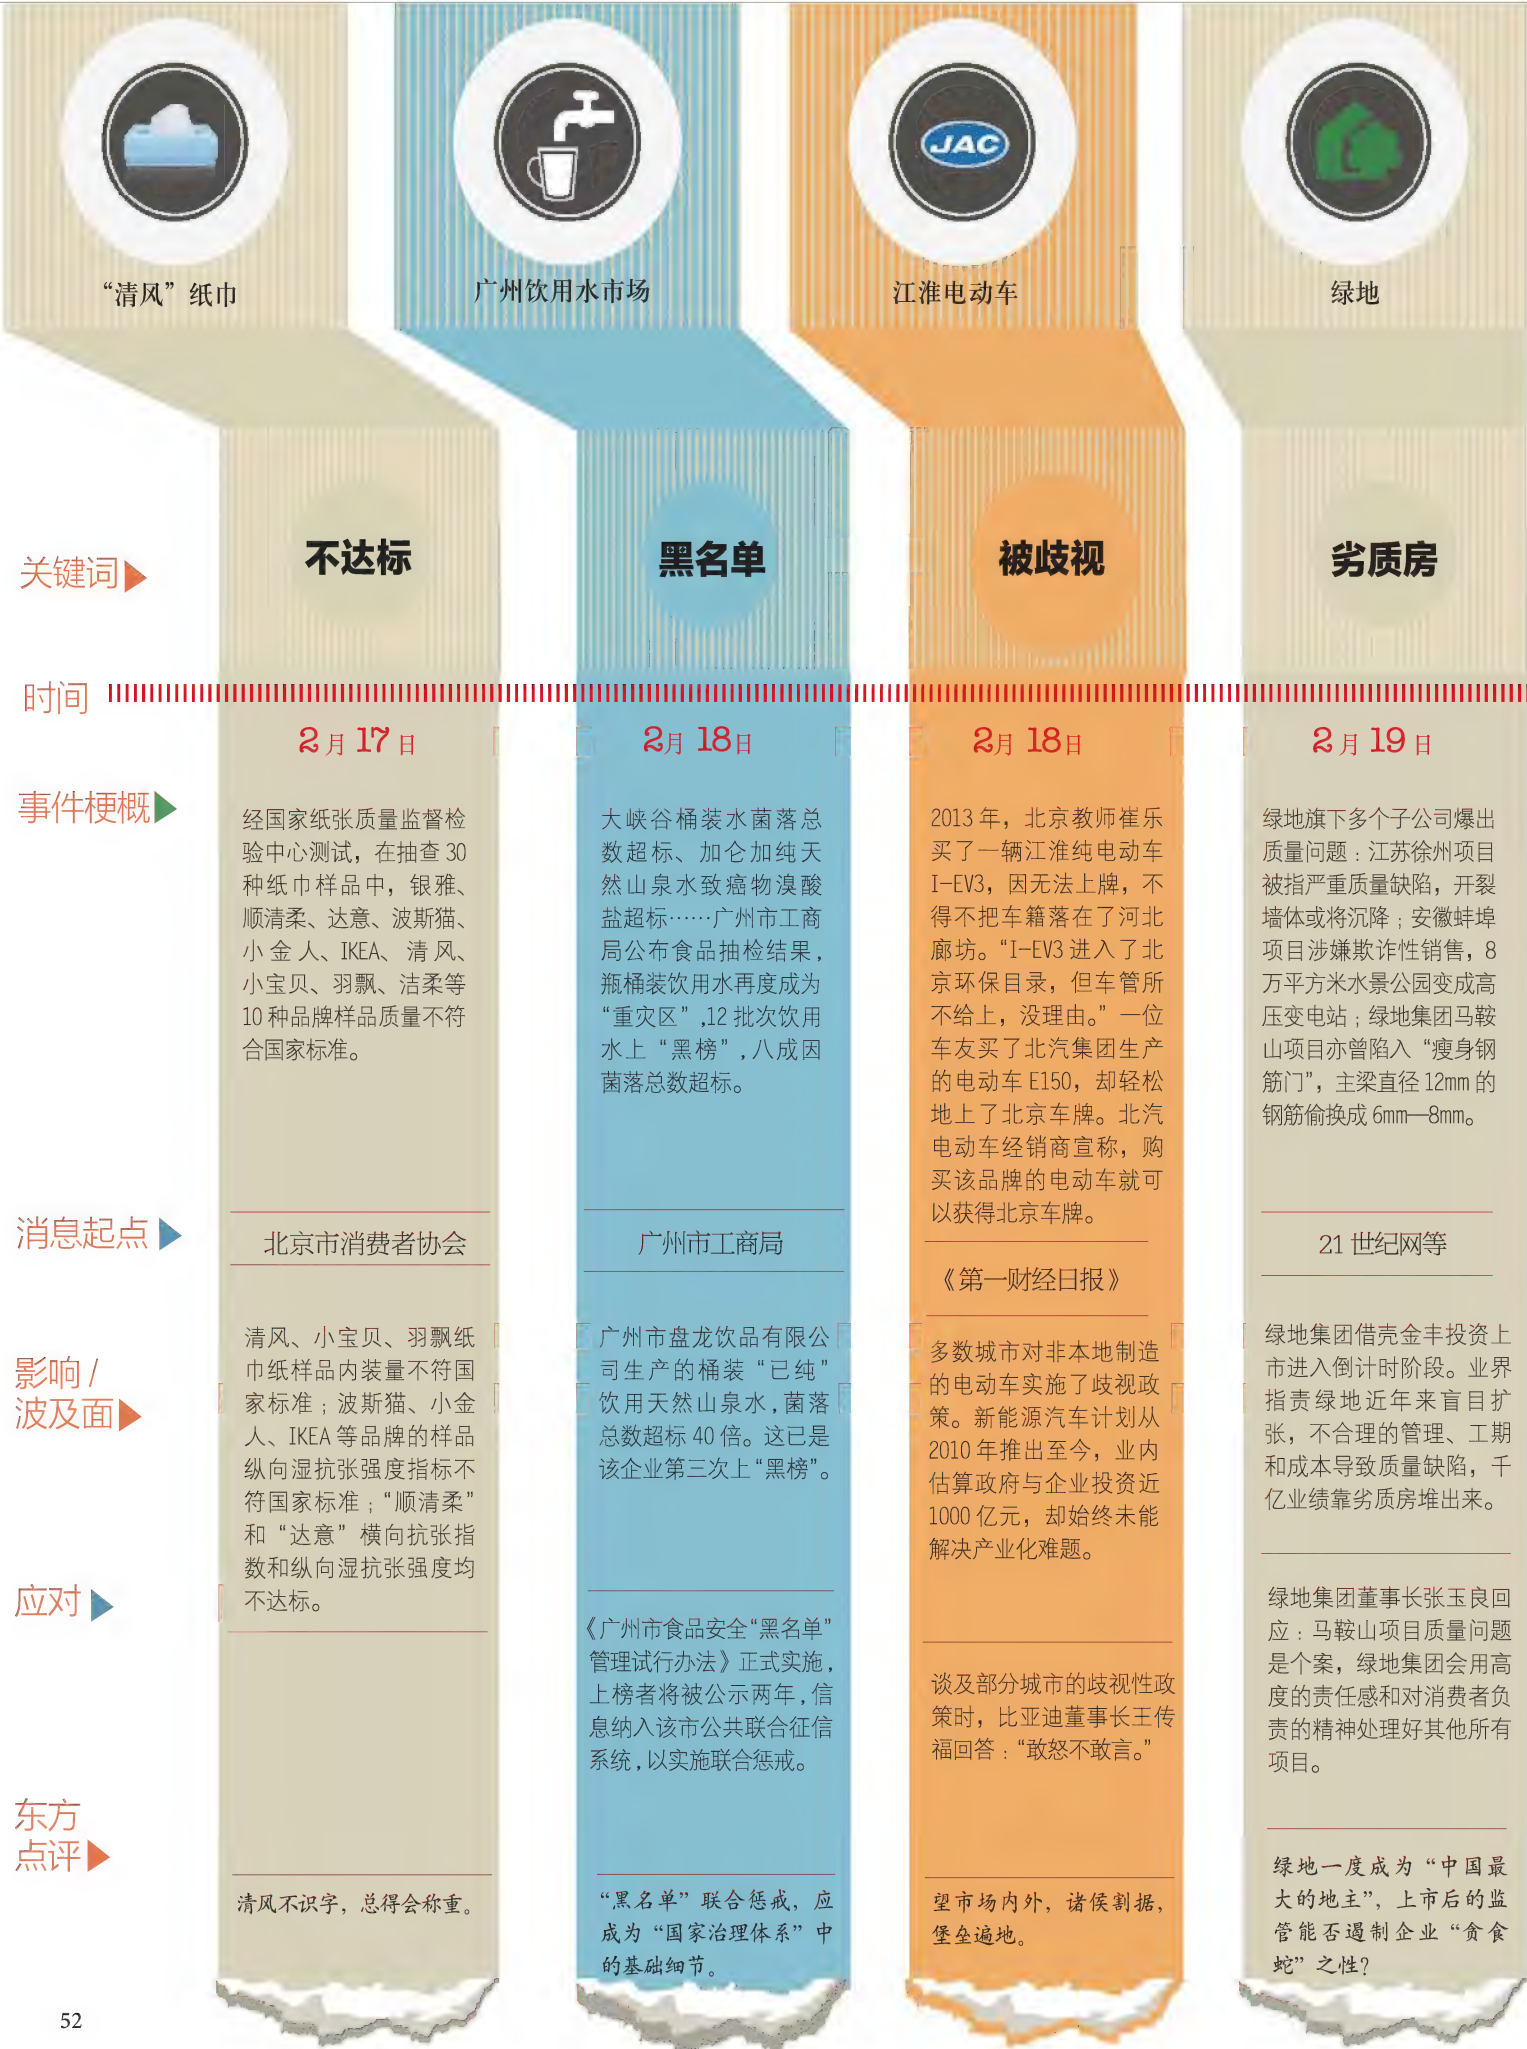 JAC
“清风”纸巾
广州饮用水市场
江淮电动车
绿地
关键词
不达标
黑名单
被歧视
劣质房
时间
2月17日
2月18日
2月18日
2月19日
事件梗概
经国家纸张质量监督检
验中心测试，在抽查 30
种纸巾样品中，银雅、
顺清柔、达意、波斯猫、
小金人、IKEA、清风、
小宝贝、羽飘、洁柔等
10 种品牌样品质量不符
合国家标准。
大峡谷桶装水菌落总
数超标、加仑加纯天
然山泉水致癌物溴酸
盐超标……广州市工商
局公布食品抽检结果，
瓶桶装饮用水再度成为
“重灾区”，12 批次饮用
水上“黑榜”，八成因
菌落总数超标。
2013 年，北京教师崔乐
买了一辆江淮纯电动车
I-EV3，因无法上牌，不
得不把车籍落在了河北
廊坊。“I-EV3 进入了北
京环保目录，但车管所
不给上，没理由。”一位
车友买了北汽集团生产
的电动车 E150，却轻松
地上了北京车牌。北汽
电动车经销商宣称，购
买该品牌的电动车就可
以获得北京车牌。
绿地旗下多个子公司爆出
质量问题：江苏徐州项目
被指严重质量缺陷，开裂
墙体或将沉降；安徽蚌埠
项目涉嫌欺诈性销售，8
万平方米水景公园变成高
压变电站；绿地集团马鞍
山项目亦曾陷入“瘦身钢
筋门”，主梁直径 12mm 的
钢筋偷换成 6mm—8mm。
消息起点
北京市消费者协会
广州市工商局
《第一财经日报》
21 世纪网等
影响 /
波及面
清风、小宝贝、羽飘纸
巾纸样品内装量不符国
家标准；波斯猫、小金
人、IKEA 等品牌的样品
纵向湿抗张强度指标不
符国家标准；“顺清柔”
和“达意”横向抗张指
数和纵向湿抗张强度均
不达标。
广州市盘龙饮品有限公
司生产的桶装“已纯”
饮用天然山泉水，菌落
总数超标 40 倍。这已是
该企业第三次上“黑榜”。
多数城市对非本地制造
的电动车实施了歧视政
策。新能源汽车计划从
2010 年推出至今，业内
估算政府与企业投资近
1000 亿元，却始终未能
解决产业化难题。
绿地集团借壳金丰投资上
市进入倒计时阶段。业界
指责绿地近年来盲目扩
张，不合理的管理、工期
和成本导致质量缺陷，千
亿业绩靠劣质房堆出来。
应对
《广州市食品安全“黑名单”
管理试行办法》正式实施，
上榜者将被公示两年，信
息纳入该市公共联合征信
系统，以实施联合惩戒。
谈及部分城市的歧视性政
策时，比亚迪董事长王传
福回答：“敢怒不敢言。”
绿地集团董事长张玉良回
应：马鞍山项目质量问题
是个案，绿地集团会用高
度的责任感和对消费者负
责的精神处理好其他所有
项目。
东方
点评
清风不识字，总得会称重。
“黑名单”联合惩戒，应
成为“国家治理体系”中
的基础细节。
望市场内外，诸侯割据，
堡垒遍地。
绿地一度成为“中国最
大的地主”，上市后的监
管能否遏制企业“贪食
蛇”之性？
52